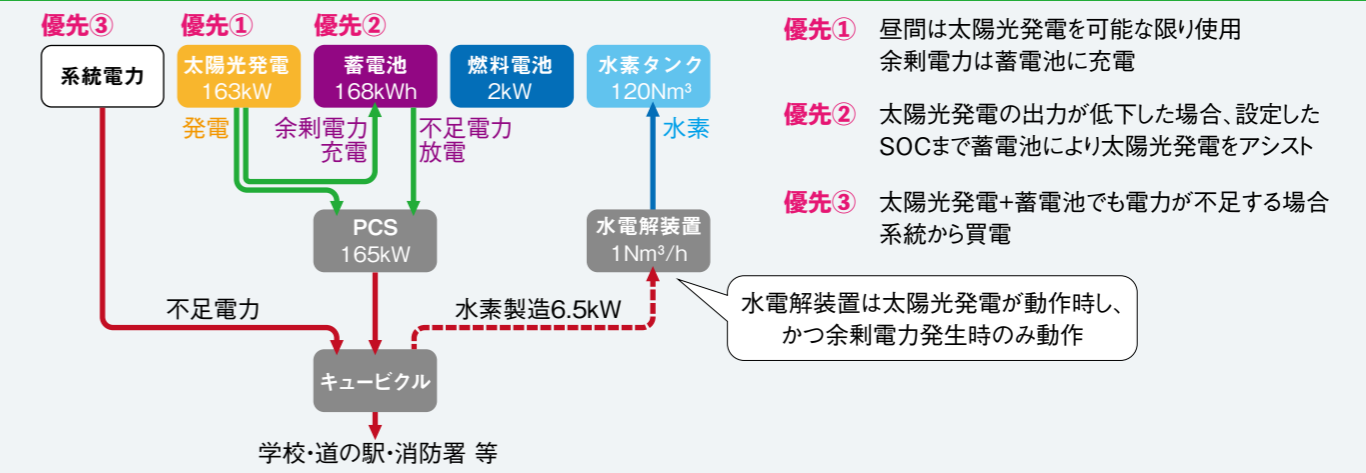 優先③
優先①
優先②
系統電力
太陽光発電
163kW
蓄電池
168kWh
燃料電池
2kW
水素タンク
120Nm³
発電
余剰電力
充電
不足電力
放電
水素
PCS
165kW
水電解装置
1Nm³/h
不足電力
水素製造6.5kW
キュービクル
学校・道の駅・消防署 等
優先① 昼間は太陽光発電を可能な限り使用
余剰電力は蓄電池に充電
優先② 太陽光発電の出力が低下した場合、設定した
SOCまで蓄電池により太陽光発電をアシスト
優先③ 太陽光発電+蓄電池でも電力が不足する場合
系統から買電
水電解装置は太陽光発電が動作時し、
かつ余剰電力発生時のみ動作